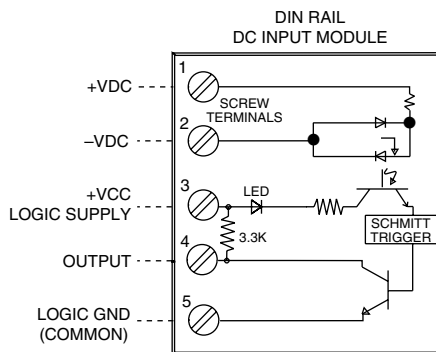 DIN RAIL
DC INPUT MODULE
1
+VDC
SCREW
TERMINALS
2
–VDC
+VCC
LOGIC SUPPLY
3
LED
SCHMITT
TRIGGER
3.3K
4
OUTPUT
5
LOGIC GND
(COMMON)